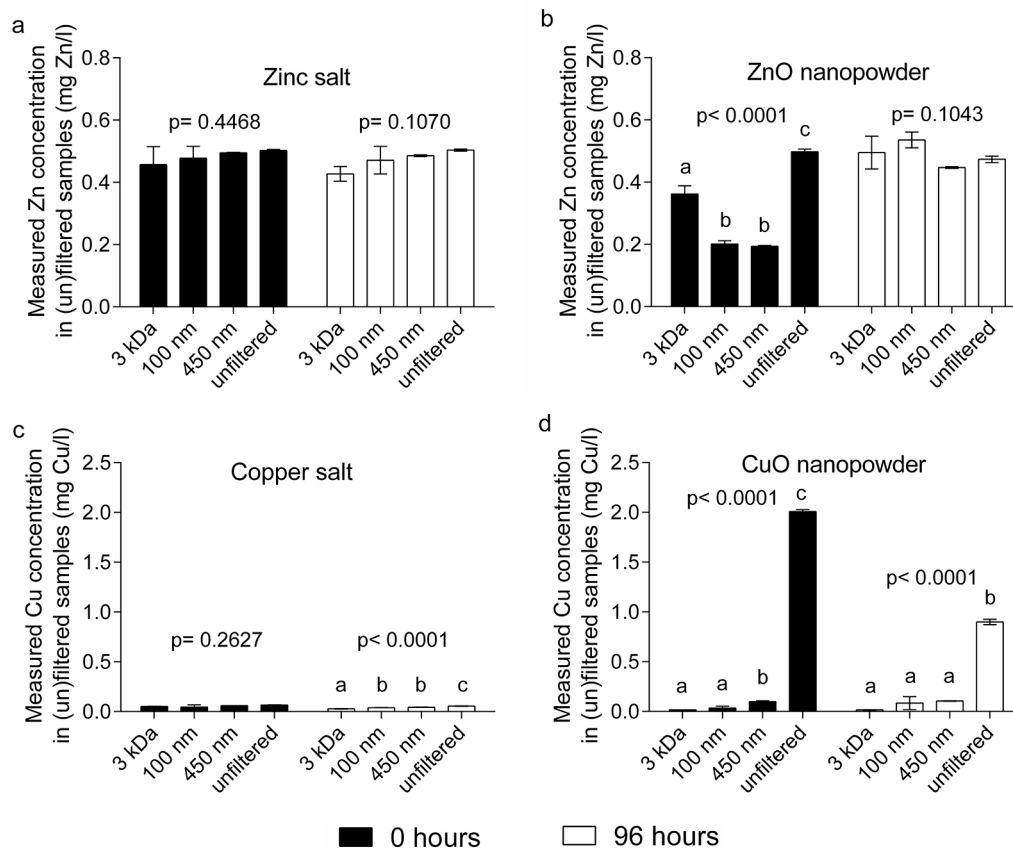 a
Zinc salt
Measured Zn concentration
in (un)filtered samples (mg Zn/l)
0.8
0.6
0.4
0.2
0.0
p= 0.4468
p= 0.1070
3 kDa
100 nm
450 nm
unfiltered
3 kDa
100 nm
450 nm
unfiltered
b
ZnO nanopowder
Measured Zn concentration
in (un)filtered samples (mg Zn/l)
0.8
0.6
0.4
0.2
0.0
p< 0.0001
p= 0.1043
a
b
b
c
3 kDa
100 nm
450 nm
unfiltered
3 kDa
100 nm
450 nm
unfiltered
c
Copper salt
Measured Cu concentration
in (un)filtered samples (mg Cu/l)
2.5
2.0
1.5
1.0
0.5
0.0
p= 0.2627
p< 0.0001
a
b
b
c
3 kDa
100 nm
450 nm
unfiltered
3 kDa
100 nm
450 nm
unfiltered
d
CuO nanopowder
Measured Cu concentration
in (un)filtered samples (mg Cu/l)
2.5
2.0
1.5
1.0
0.5
0.0
p< 0.0001
p< 0.0001
a
a
b
c
a
a
a
b
3 kDa
100 nm
450 nm
unfiltered
3 kDa
100 nm
450 nm
unfiltered
0 hours
96 hours